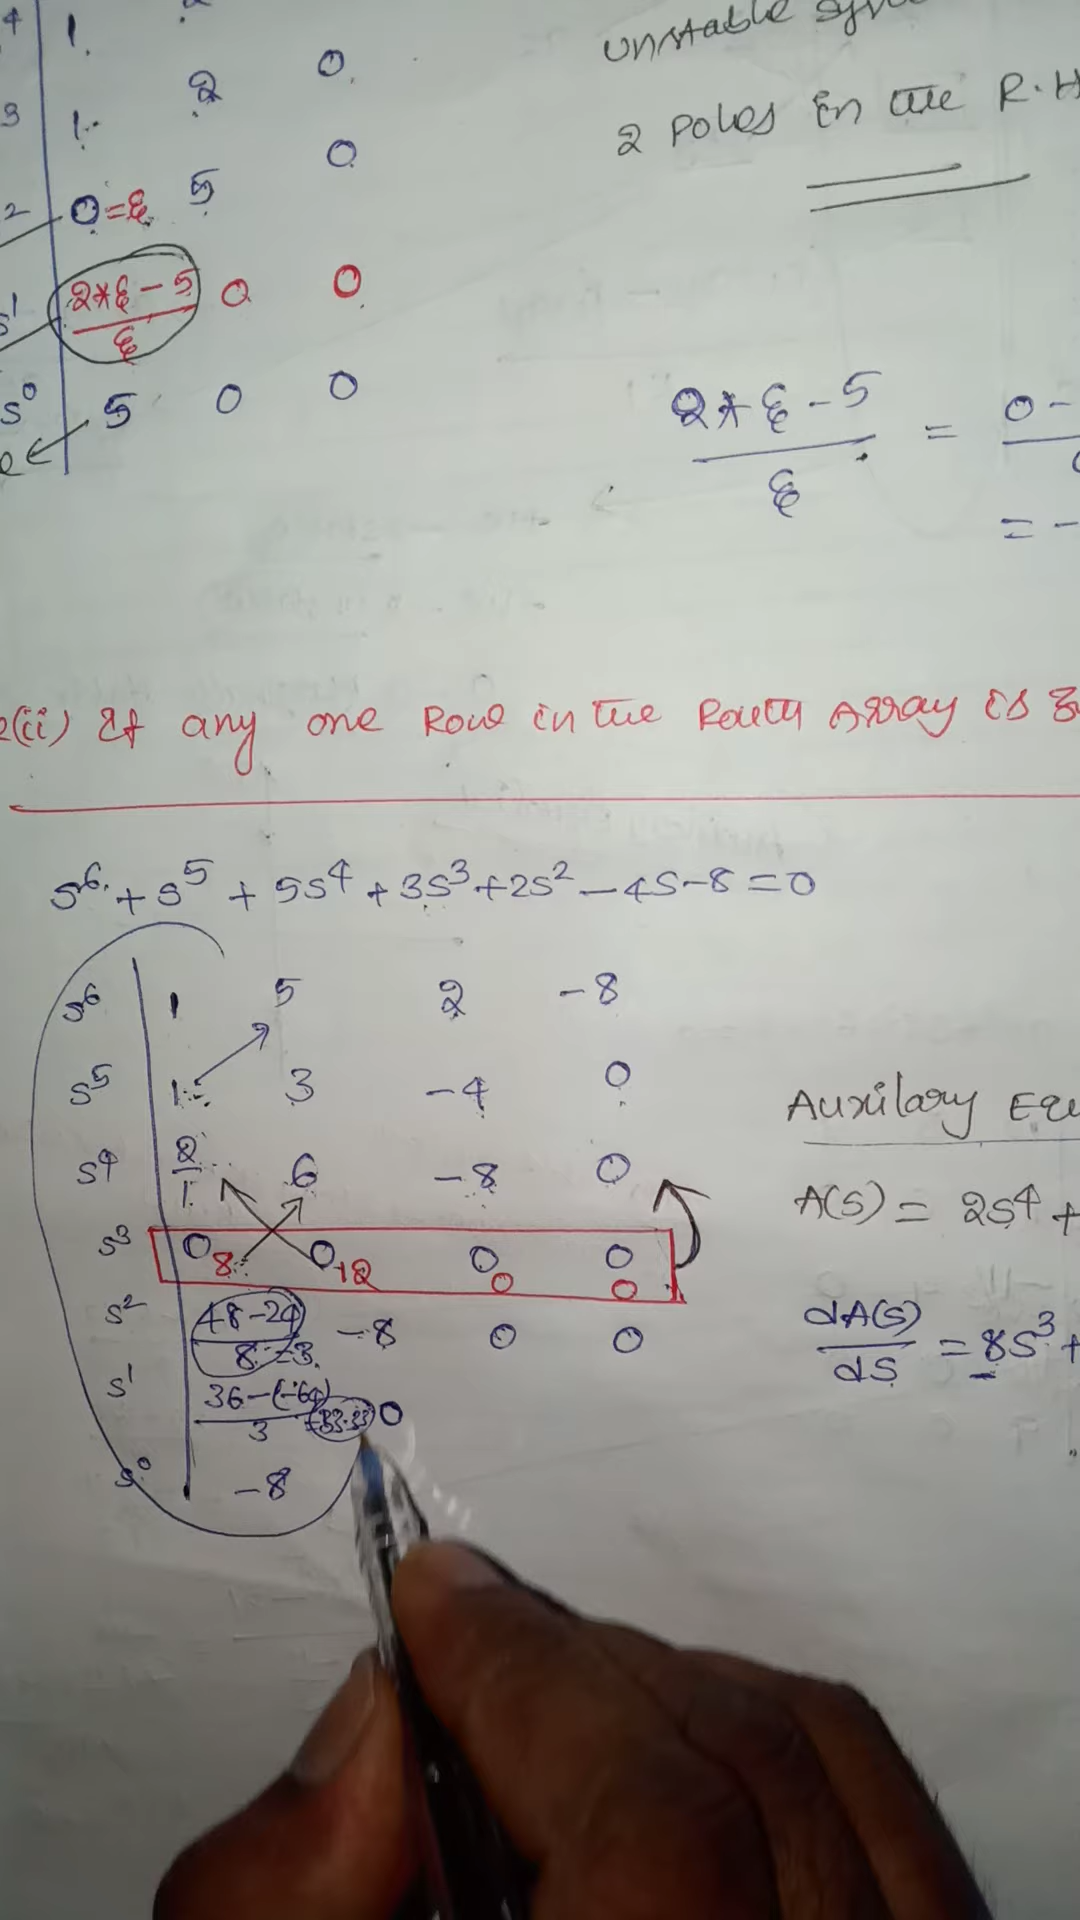 4 1 2
unstable
3 1 2 0
2 Poles in the R.H
2 0=ε 5 0
s¹ 2*ε-5/ε 0 0
s⁰ 5 0 0
2*ε-5/ε = 0-
= -
(ii) If any one Row in the Routh Array is
s⁶ + s⁵ + 5s⁴ + 3s³ + 2s² - 4s - 8 = 0
s⁶ 1 5 2 -8
s⁵ 1 3 -4 0
s⁴ 2/1 6 -8 0
s³ 0 0 0 0
8 12 0 0
s² 48-24/8 =3 -8 0 0
s¹ 36-(-64)/3 =33.33 0
s⁰ -8
Auxilary Equ
A(s) = 2s⁴ +
dA(s)/ds = 8s³ +